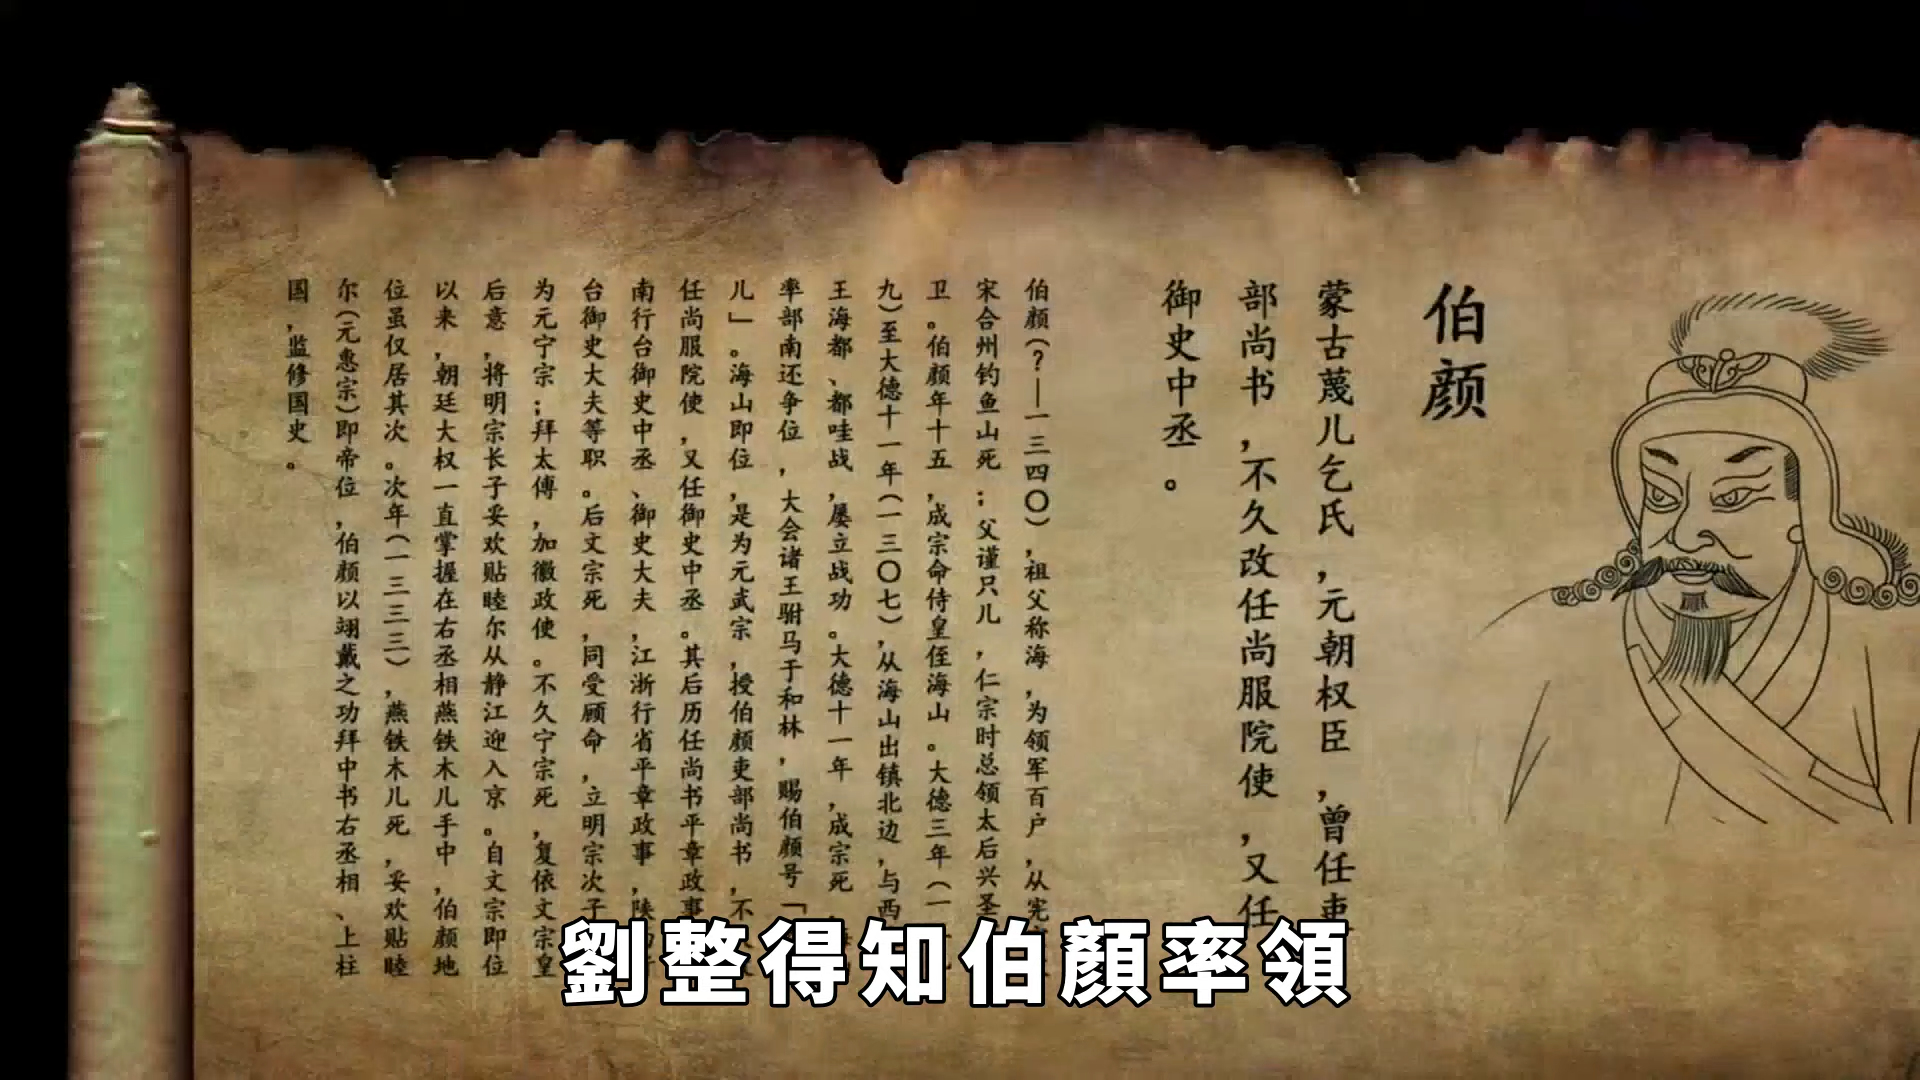 伯颜
蒙古蔑儿乞氏，元朝权臣，曾任吏
部尚书，不久改任尚服院使，又任
御史中丞。
伯颜（？—一三四〇），祖父称海，为领军百户，从宪
宋合州钓鱼山死；父谨只儿，仁宗时总领太后兴圣
卫。伯颜年十五，成宗命侍皇侄海山。大德三年（一
九）至大德十一年（一三〇七），从海山出镇北边，与西
王海都、都哇战，屡立战功。大德十一年，成宗死
率部南还争位，大会诸王驸马于和林，赐伯颜号「
儿」。海山即位，是为元武宗，授伯颜吏部尚书，不
任尚服院使，又任御史中丞。其后历任尚书平章政事
南行台御史中丞、御史大夫，江浙行省平章政事，陕
台御史大夫等职。后文宗死，同受顾命，立明宗次子
为元宁宗；拜太傅，加徽政使。不久宁宗死，复依文宗皇
后意，将明宗长子妥欢贴睦尔从静江迎入京。自文宗即位
以来，朝廷大权一直掌握在右丞相燕铁木儿手中，伯颜地
位虽仅居其次。次年（一三三三），燕铁木儿死，妥欢贴睦
尔（元惠宗）即帝位，伯颜以翊戴之功拜中书右丞相、上柱
国，监修国史。
劉整得知伯顏率領